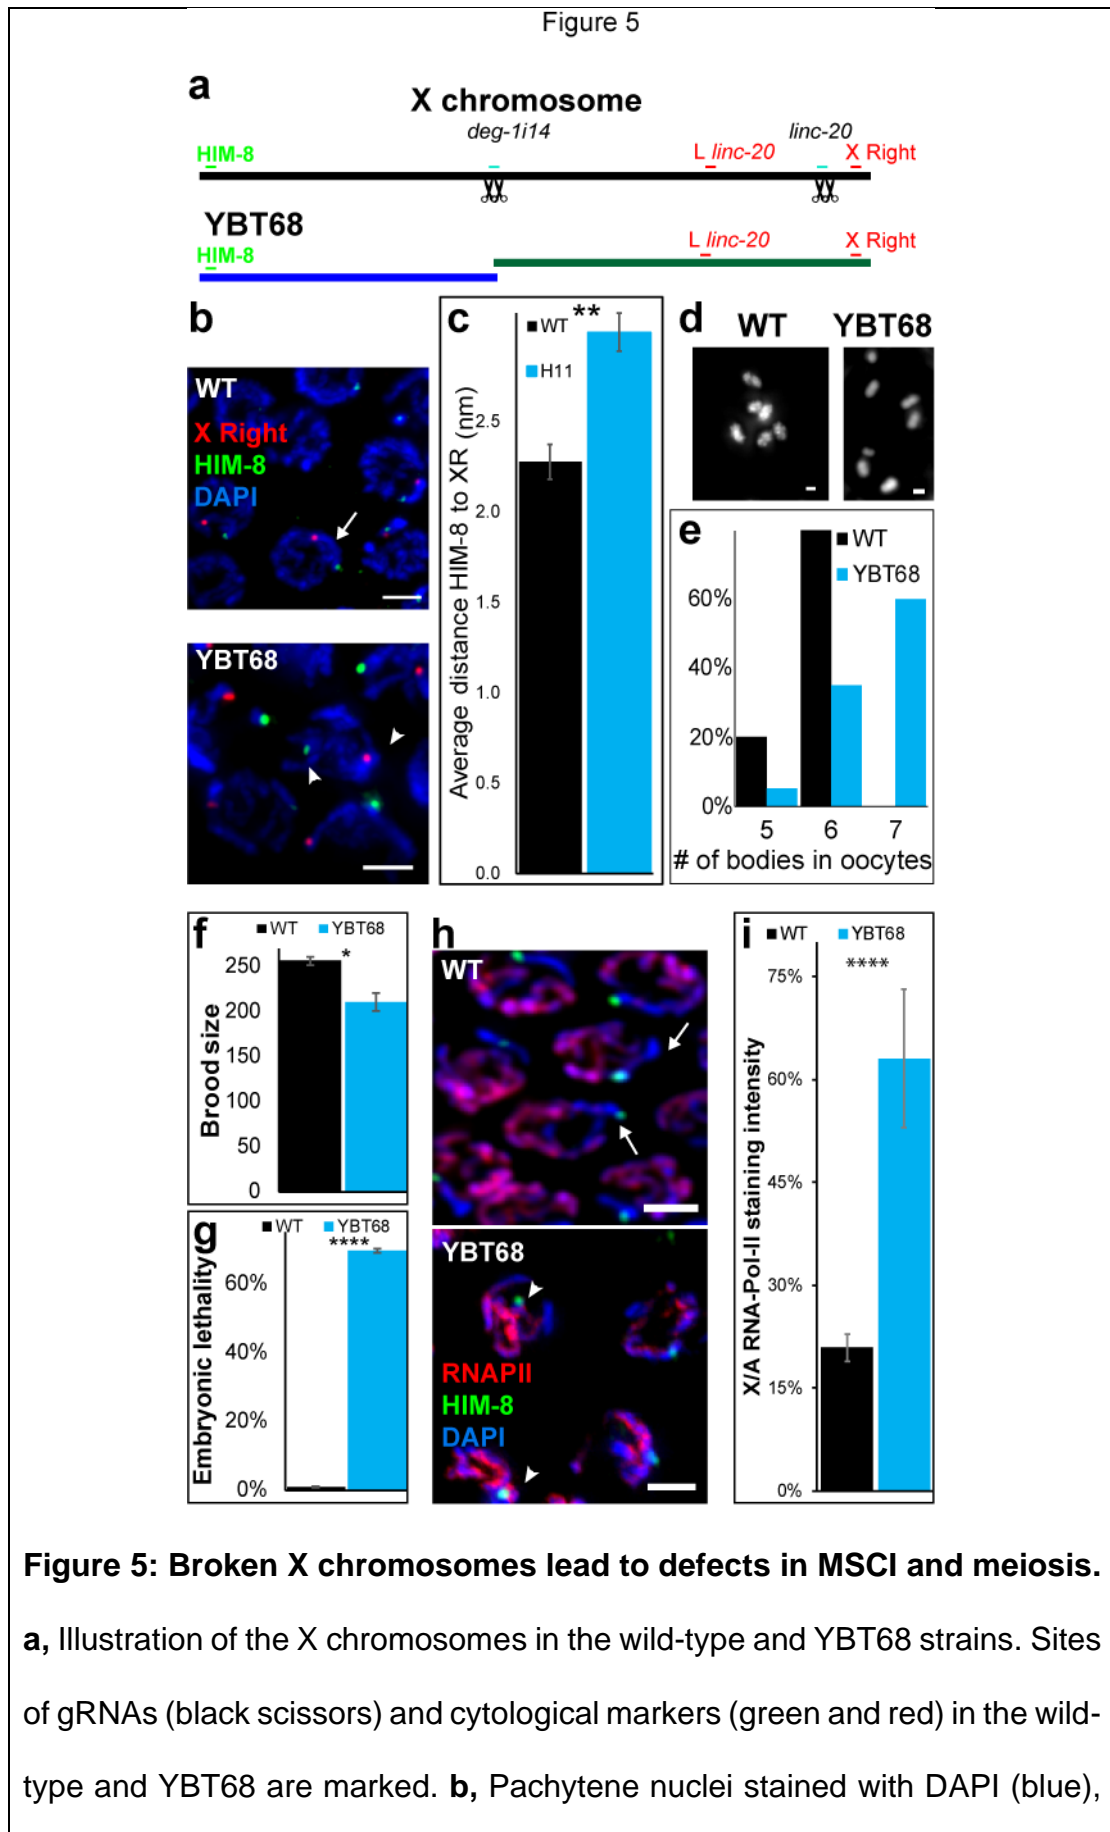 Figure 5
a
X chromosome
deg-1i14
linc-20
HIM-8
L linc-20
X Right
YBT68
HIM-8
L linc-20
X Right
b
WT
X Right
HIM-8
DAPI
YBT68
c
WT
H11
**
Average distance HIM-8 to XR (nm)
2.5
2.0
1.5
1.0
0.5
0.0
d
WT
YBT68
e
WT
YBT68
60%
40%
20%
0%
5 6 7
# of bodies in oocytes
f
WT YBT68
*
Brood size
250
200
150
100
50
0
g
WT YBT68
****
Embryonic lethality
60%
40%
20%
0%
h
WT
YBT68
RNAPII
HIM-8
DAPI
i
WT YBT68
****
X/A RNA-Pol-II staining intensity
75%
60%
45%
30%
15%
0%
Figure 5: Broken X chromosomes lead to defects in MSCI and meiosis.
a, Illustration of the X chromosomes in the wild-type and YBT68 strains. Sites
of gRNAs (black scissors) and cytological markers (green and red) in the wild-
type and YBT68 are marked. b, Pachytene nuclei stained with DAPI (blue),